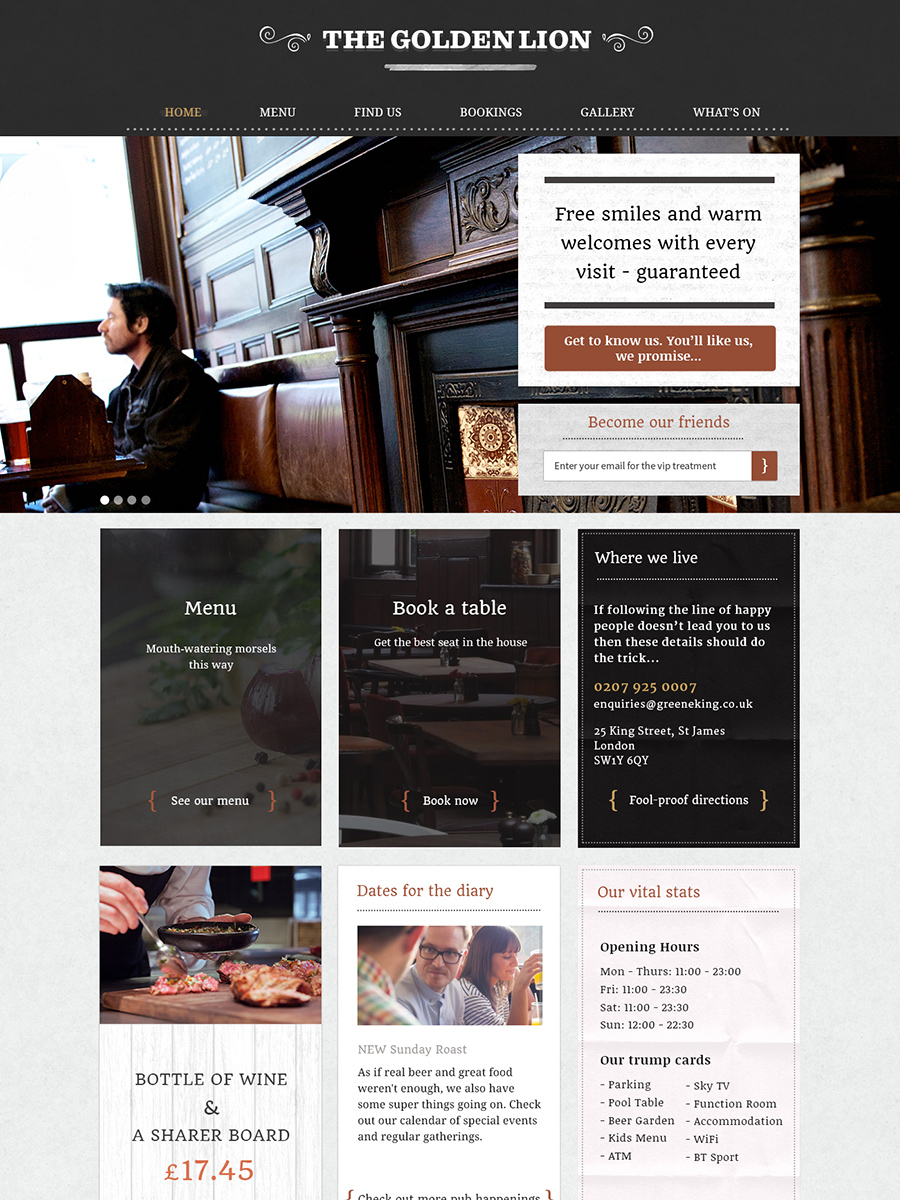 THE GOLDEN LION
HOME MENU FIND US BOOKINGS GALLERY WHAT'S ON
Free smiles and warm
welcomes with every
visit - guaranteed
Get to know us. You'll like us,
we promise...
Become our friends
Enter your email for the vip treatment }
Menu
Mouth-watering morsels
this way
{ See our menu }
Book a table
Get the best seat in the house
{ Book now }
Where we live
If following the line of happy
people doesn't lead you to us
then these details should do
the trick...
0207 925 0007
enquiries@greeneking.co.uk
25 King Street, St James
London
SW1Y 6QY
{ Fool-proof directions }
BOTTLE OF WINE
&
A SHARER BOARD
£17.45
Dates for the diary
NEW Sunday Roast
As if real beer and great food
weren't enough, we also have
some super things going on. Check
out our calendar of special events
and regular gatherings.
{ Check out more pub happenings }
Our vital stats
Opening Hours
Mon - Thurs: 11:00 - 23:00
Fri: 11:00 - 23:30
Sat: 11:00 - 23:30
Sun: 12:00 - 22:30
Our trump cards
- Parking
- Pool Table
- Beer Garden
- Kids Menu
- ATM
- Sky TV
- Function Room
- Accommodation
- WiFi
- BT Sport